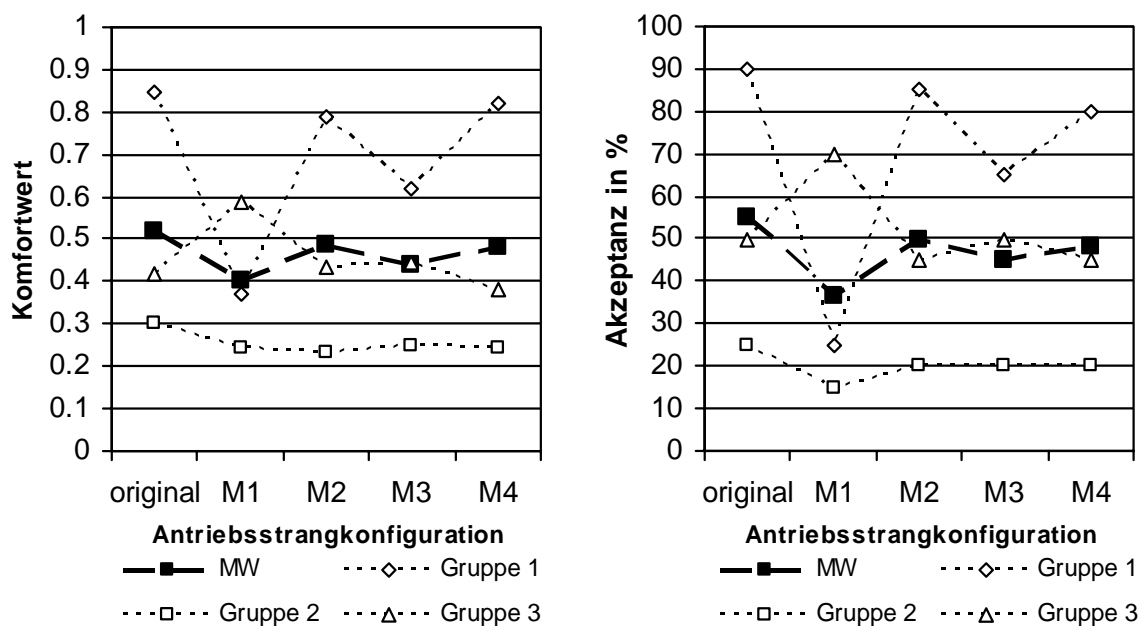 1
0.9
0.8
0.7
0.6
0.5
0.4
0.3
0.2
0.1
0
Komfortwert
original M1 M2 M3 M4
Antriebsstrangkonfiguration
MW Gruppe 1
Gruppe 2 Gruppe 3
100
90
80
70
60
50
40
30
20
10
0
Akzeptanz in %
original M1 M2 M3 M4
Antriebsstrangkonfiguration
MW Gruppe 1
Gruppe 2 Gruppe 3